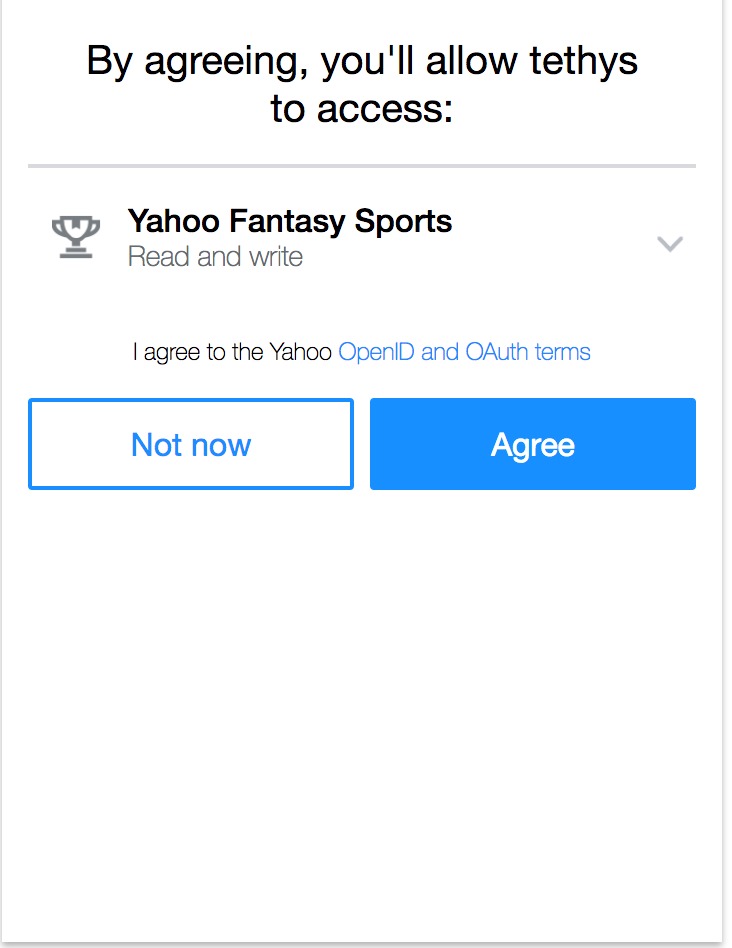 By agreeing, you'll allow tethys
to access:
Yahoo Fantasy Sports
Read and write
I agree to the Yahoo OpenID and OAuth terms
Not now
Agree